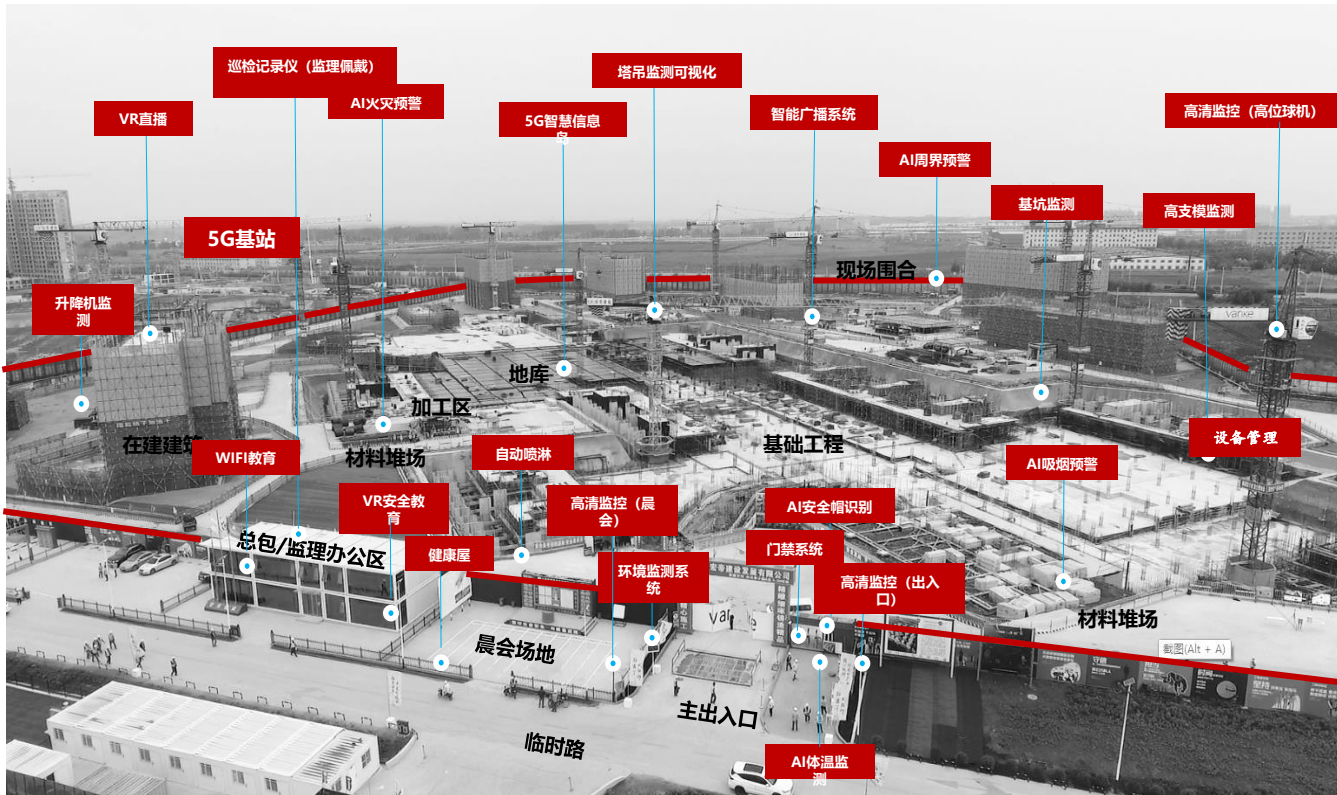 巡检记录仪（监理佩戴）
塔吊监测可视化
AI火灾预警
VR直播
5G智慧信息
岛
智能广播系统
高清监控（高位球机）
AI周界预警
基坑监测
高支模监测
5G基站
现场围合
升降机监
测
vanke
地库
加工区
在建建筑
材料堆场
基础工程
设备管理
WIFI教育
自动喷淋
AI吸烟预警
VR安全教
育
高清监控（晨
会）
AI安全帽识别
总包/监理办公区
健康屋
门禁系统
环境监测系
统
高清监控（出入
口）
晨会场地
材料堆场
截图(Alt + A)
主出入口
临时路
AI体温监
测